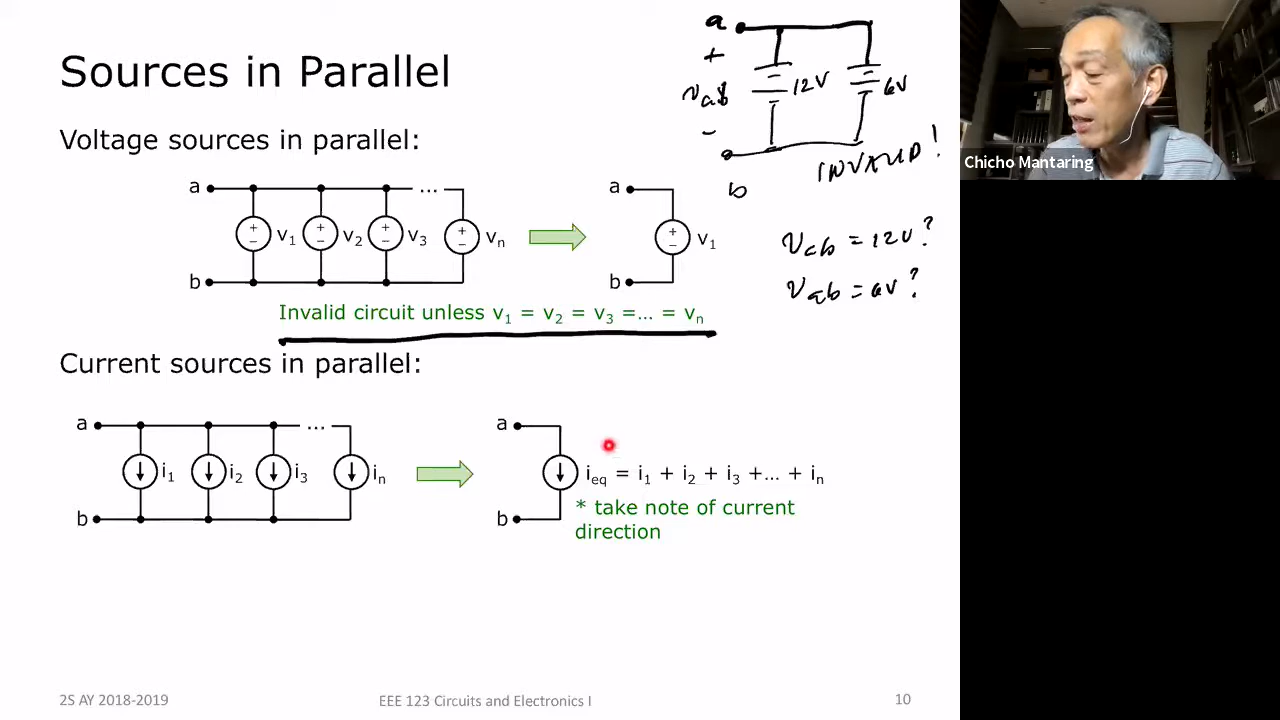 Sources in Parallel
a
+
vab
-
b
12V
6V
INVALID!
Chicho Mantaring
Voltage sources in parallel:
a
b
+
−
v1
+
−
v2
+
−
v3
...
+
−
vn
a
b
+
−
v1
vab = 12V?
vab = 6V?
Invalid circuit unless v1 = v2 = v3 =... = vn
Current sources in parallel:
a
b
i1
i2
i3
...
in
a
b
ieq = i1 + i2 + i3 +... + in
* take note of current
direction
2S AY 2018-2019
EEE 123 Circuits and Electronics I
10